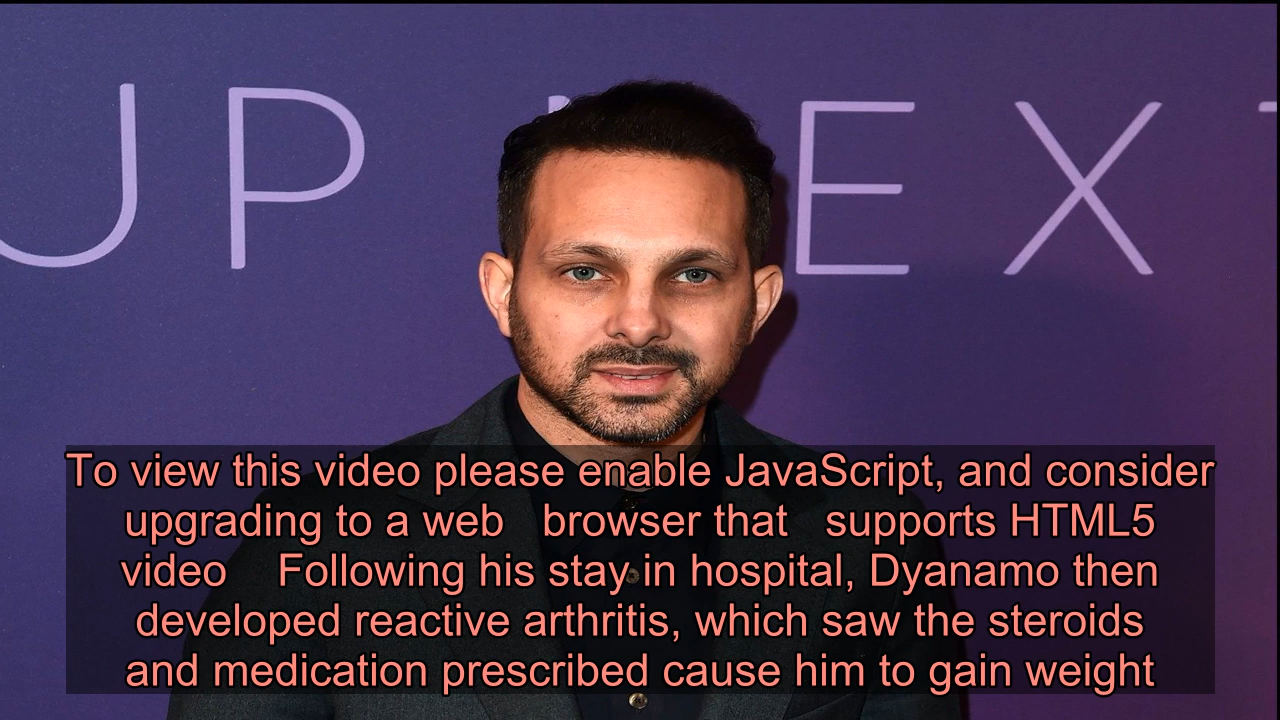 UP NEXT
To view this video please enable JavaScript, and consider
upgrading to a web browser that supports HTML5
video Following his stay in hospital, Dyanamo then
developed reactive arthritis, which saw the steroids
and medication prescribed cause him to gain weight